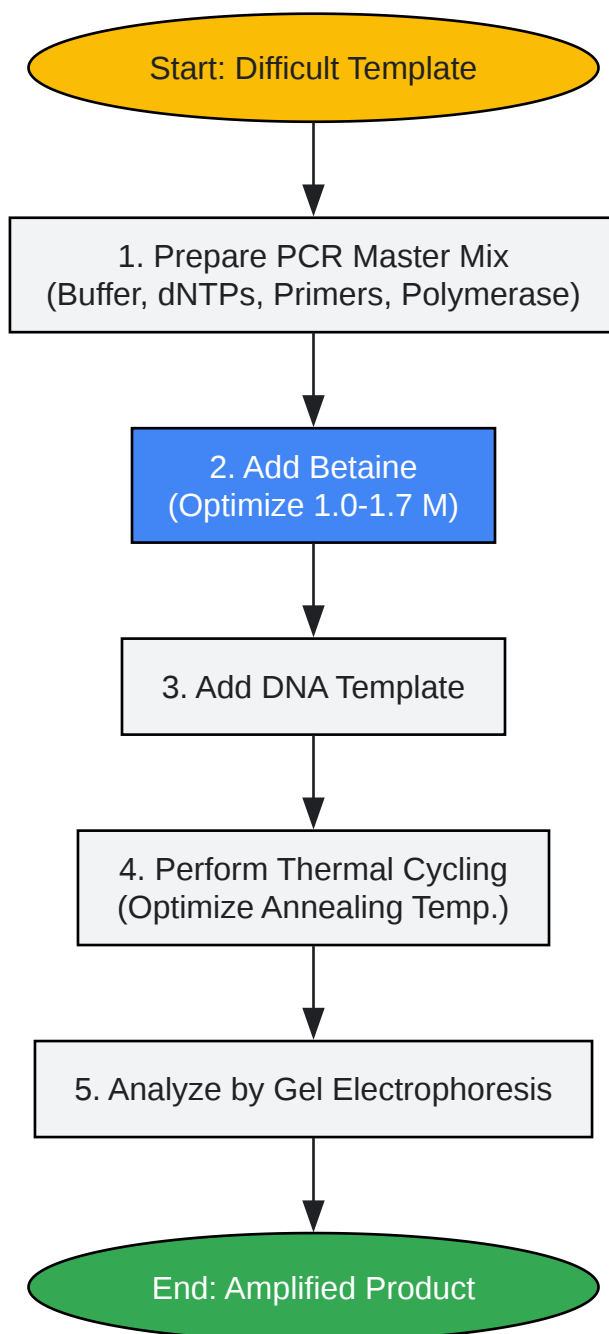 Start: Difficult Template
1. Prepare PCR Master Mix
(Buffer, dNTPs, Primers, Polymerase)
2. Add Betaine
(Optimize 1.0-1.7 M)
3. Add DNA Template
4. Perform Thermal Cycling
(Optimize Annealing Temp.)
5. Analyze by Gel Electrophoresis
End: Amplified Product